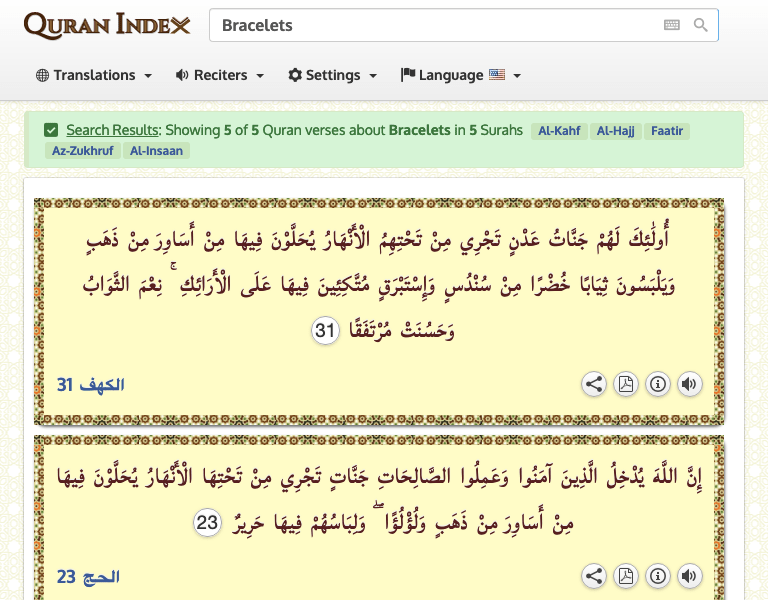 QURAN INDEX
Bracelets
Translations Reciters Settings Language
Search Results: Showing 5 of 5 Quran verses about Bracelets in 5 Surahs Al-Kahf Al-Hajj Faatir
Az-Zukhruf Al-Insaan
أُولَٰئِكَ لَهُمْ جَنَّاتُ عَدْنٍ تَجْرِي مِنْ تَحْتِهِمُ الْأَنْهَارُ يُحَلَّوْنَ فِيهَا مِنْ أَسَاوِرَ مِنْ ذَهَبٍ
وَيَلْبَسُونَ ثِيَابًا خُضْرًا مِنْ سُنْدُسٍ وَإِسْتَبْرَقٍ مُتَّكِئِينَ فِيهَا عَلَى الْأَرَائِكِ ۚ نِعْمَ الثَّوَابُ
وَحَسُنَتْ مُرْتَفَقًا 31
الكهف 31
إِنَّ اللَّهَ يُدْخِلُ الَّذِينَ آمَنُوا وَعَمِلُوا الصَّالِحَاتِ جَنَّاتٍ تَجْرِي مِنْ تَحْتِهَا الْأَنْهَارُ يُحَلَّوْنَ فِيهَا
مِنْ أَسَاوِرَ مِنْ ذَهَبٍ وَلُؤْلُؤًا ۖ وَلِبَاسُهُمْ فِيهَا حَرِيرٌ 23
الحج 23